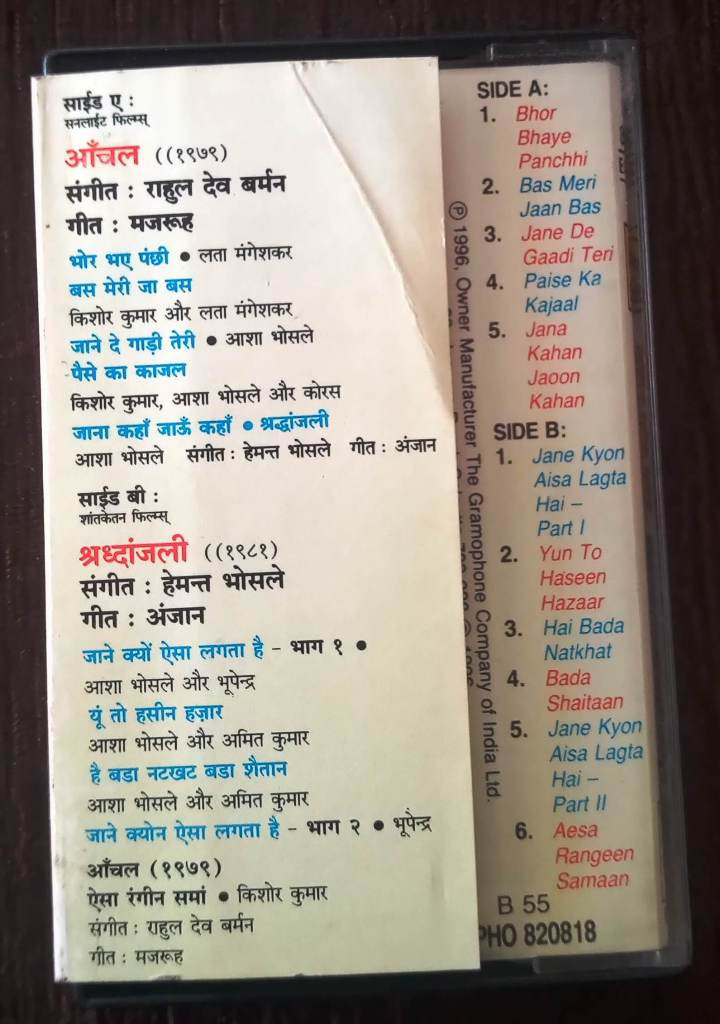 साईड ए :
सनलाईट फिल्म्स्
आँचल ((१९७९)
संगीत : राहुल देव बर्मन
गीत : मजरूह
भोर भए पंछी ● लता मंगेशकर
बस मेरी जा बस
किशोर कुमार और लता मंगेशकर
जाने दे गाड़ी तेरी ● आशा भोसले
पैसे का काजल
किशोर कुमार, आशा भोसले और कोरस
जाना कहाँ जाऊँ कहाँ ● श्रद्धांजली
आशा भोसले संगीत : हेमन्त भोसले गीत : अंजान
साईड बी :
शांतकेतन फिल्म्स्
श्रध्दांजली ((१९८१)
संगीत : हेमन्त भोसले
गीत : अंजान
जाने क्यों ऐसा लगता है - भाग १ ●
आशा भोसले और भूपेन्द्र
यूं तो हसीन हज़ार
आशा भोसले और अमित कुमार
है बडा नटखट बडा शैतान
आशा भोसले और अमित कुमार
जाने क्योन ऐसा लगता है - भाग २ ● भूपेन्द्र
आँचल (१९७९)
ऐसा रंगीन समां ● किशोर कुमार
संगीत : राहुल देव बर्मन
गीत : मजरूह
SIDE A:
1. Bhor
Bhaye
Panchhi
2. Bas Meri
Jaan Bas
3. Jane De
Gaadi Teri
4. Paise Ka
Kajaal
5. Jana
Kahan
Jaoon
Kahan
SIDE B:
1. Jane Kyon
Aisa Lagta
Hai –
Part I
2. Yun To
Haseen
Hazaar
3. Hai Bada
Natkhat
4. Bada
Shaitaan
5. Jane Kyon
Aisa Lagta
Hai –
Part II
6. Aesa
Rangeen
Samaan
B 55
PHO 820818
℗ 1996, Owner Manufacturer The Gramophone Company of India Ltd.